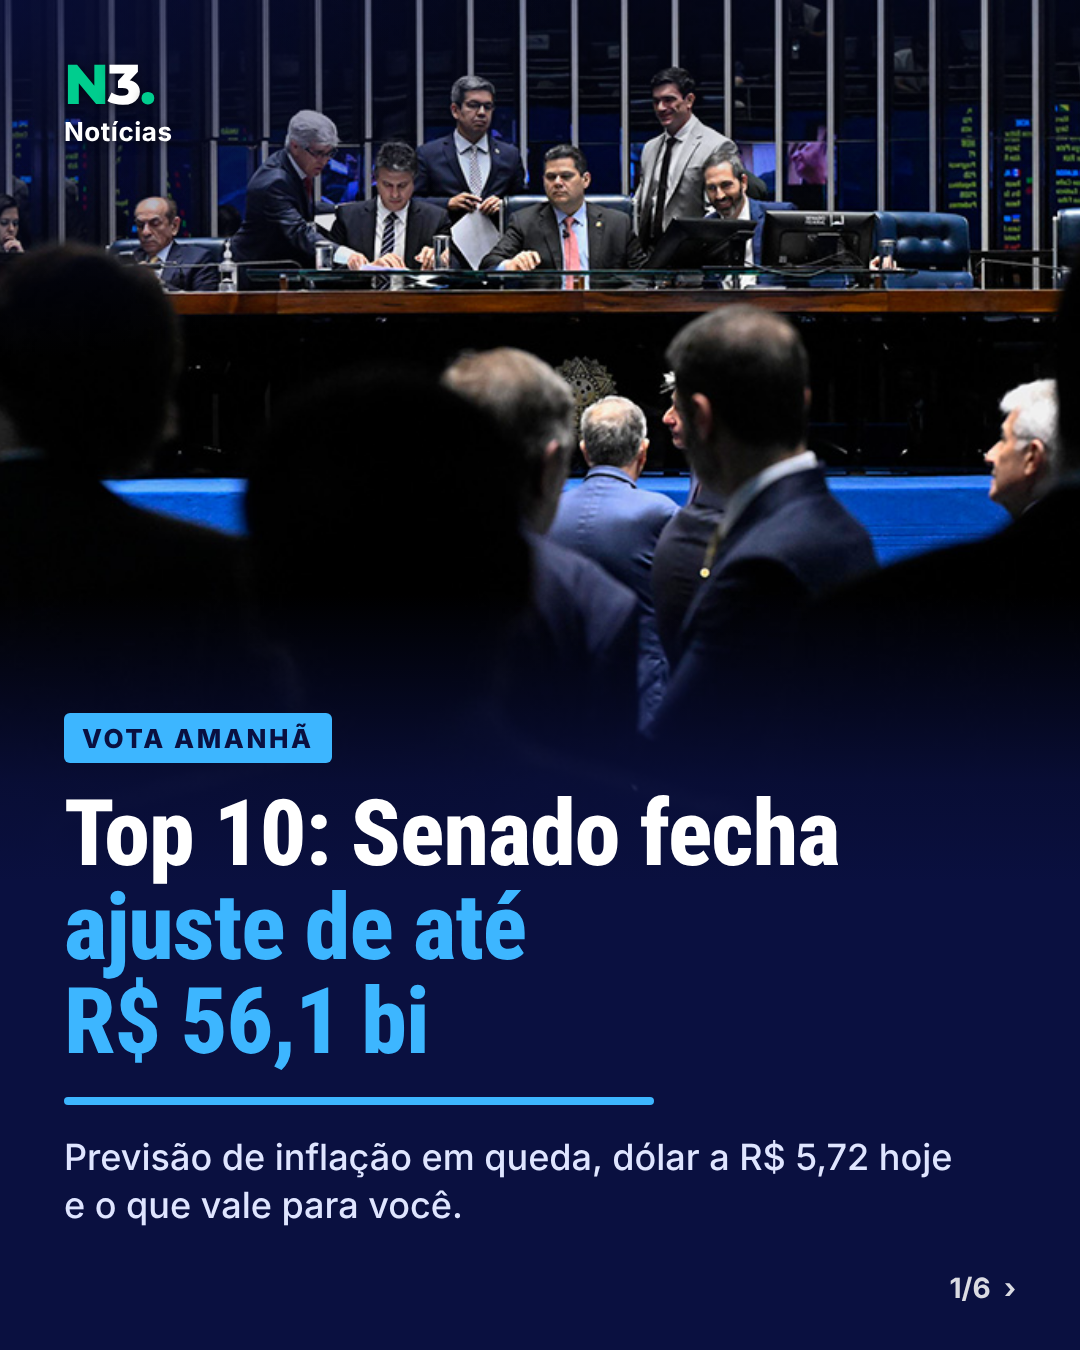 N3.
Notícias
VOTA AMANHÃ
Top 10: Senado fecha
ajuste de até
R$ 56,1 bi
Previsão de inflação em queda, dólar a R$ 5,72 hoje
e o que vale para você.
1/6 ›